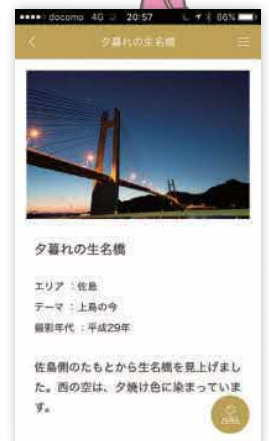 docomo 4G 20:57 66%
夕暮れの生名橋
夕暮れの生名橋
エリア ：佐島
テーマ ：上島の今
撮影年代 ：平成29年
佐島側のたもとから生名橋を見上げまし
た。西の空は、夕焼け色に染まっていま
す。